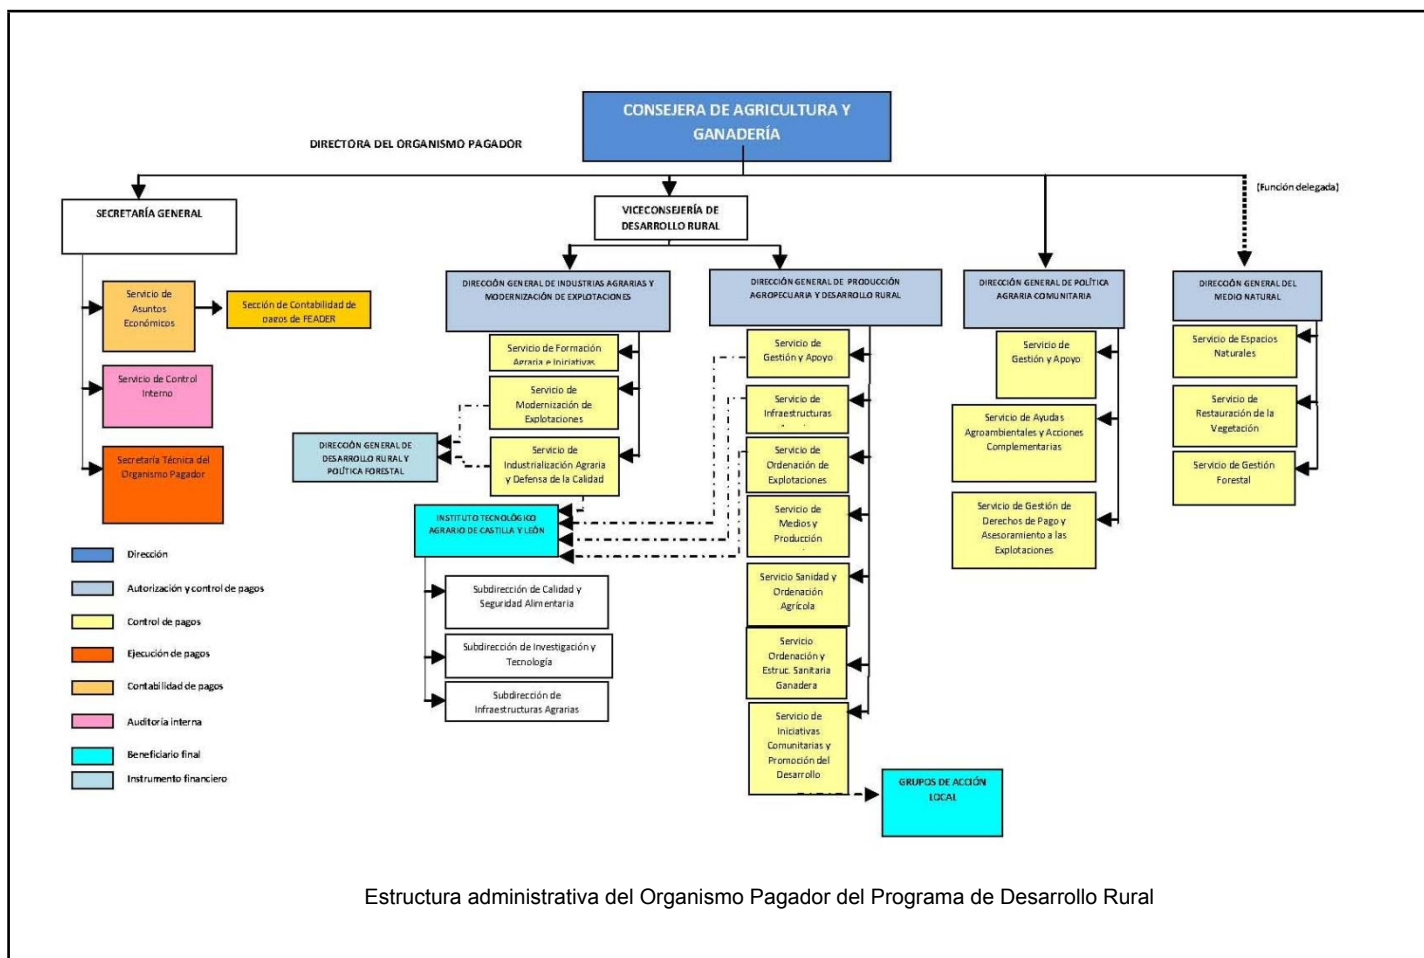 CONSEJERA DE AGRICULTURA Y
GANADERÍA
DIRECTORA DEL ORGANISMO PAGADOR
(Función delegada)
SECRETARÍA GENERAL
VICECONSEJERÍA DE
DESARROLLO RURAL
DIRECCIÓN GENERAL DE INDUSTRIAS AGRARIAS Y
MODERNIZACIÓN DE EXPLOTACIONES
DIRECCIÓN GENERAL DE PRODUCCIÓN
AGROPECUARIA Y DESARROLLO RURAL
DIRECCIÓN GENERAL DE POLÍTICA
AGRARIA COMUNITARIA
DIRECCIÓN GENERAL DEL
MEDIO NATURAL
Servicio de
Asuntos
Económicos
Sección de Contabilidad de
pagos de FEADER
Servicio de Control
Interno
Secretaría Técnica del
Organismo Pagador
Servicio de Formación
Agraria e Iniciativas
Servicio de
Modernización de
Explotaciones
Servicio de
Industrialización Agraria
y Defensa de la Calidad
DIRECCIÓN GENERAL DE
DESARROLLO RURAL Y
POLÍTICA FORESTAL
INSTITUTO TECNOLÓGICO
AGRARIO DE CASTILLA Y LEÓN
Subdirección de Calidad y
Seguridad Alimentaria
Subdirección de Investigación y
Tecnología
Subdirección de
Infraestructuras Agrarias
Servicio de
Gestión y Apoyo
Servicio de
Infraestructuras
Servicio de
Ordenación de
Explotaciones
Servicio de
Medios y
Producción
Servicio Sanidad y
Ordenación
Agrícola
Servicio
Ordenación y
Estruc. Sanitaria
Ganadera
Servicio de
Iniciativas
Comunitarias y
Promoción del
Desarrollo
GRUPOS DE ACCIÓN
LOCAL
Servicio de
Gestión y Apoyo
Servicio de Ayudas
Agroambientales y Acciones
Complementarias
Servicio de Gestión de
Derechos de Pago y
Asesoramiento a las
Explotaciones
Servicio de Espacios
Naturales
Servicio de
Restauración de la
Vegetación
Servicio de Gestión
Forestal
Dirección
Autorización y control de pagos
Control de pagos
Ejecución de pagos
Contabilidad de pagos
Auditoría interna
Beneficiario final
Instrumento financiero
Estructura administrativa del Organismo Pagador del Programa de Desarrollo Rural